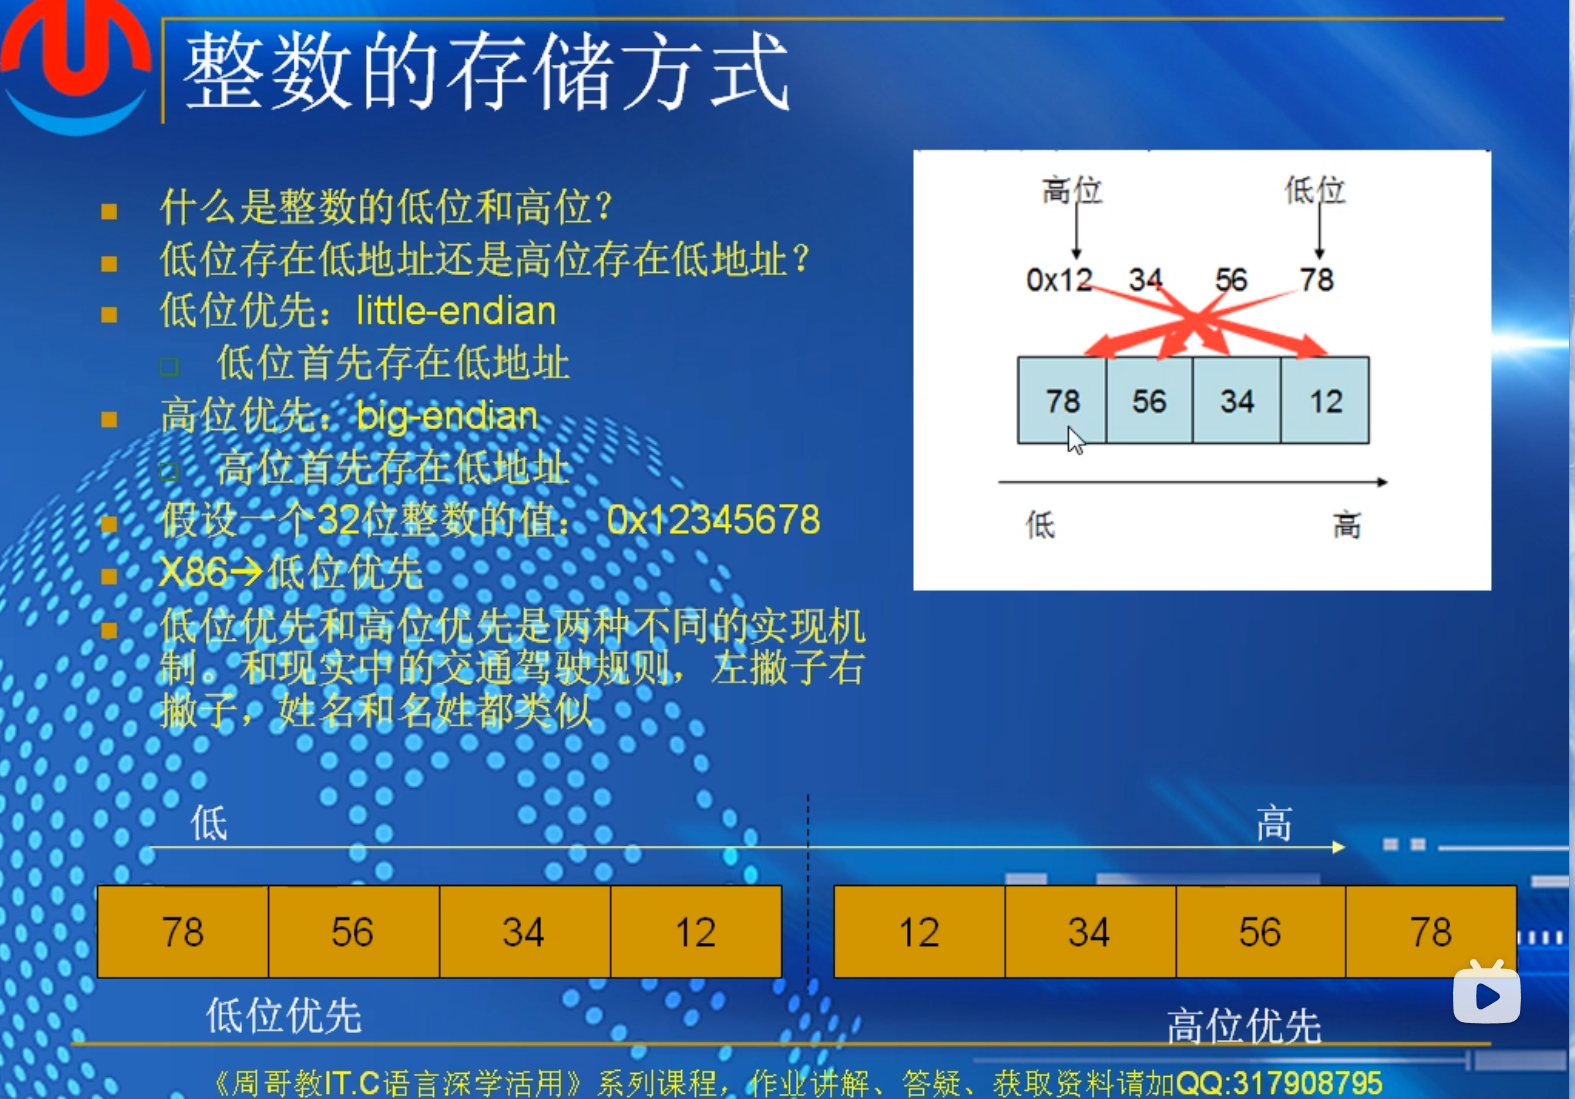 整数的存储方式
什么是整数的低位和高位？
低位存在低地址还是高位存在低地址？
低位优先：little-endian
低位首先存在低地址
高位优先：big-endian
高位首先存在低地址
假设一个32位整数的值： 0x12345678
X86→低位优先
低位优先和高位优先是两种不同的实现机
制。和现实中的交通驾驶规则，左撇子右
撇子，姓名和名姓都类似
高位 低位
0x12 34 56 78
78 56 34 12
低 高
低 高
78 56 34 12 12 34 56 78
低位优先 高位优先
《周哥教IT.C语言深学活用》系列课程，作业讲解、答疑、获取资料请加QQ:317908795